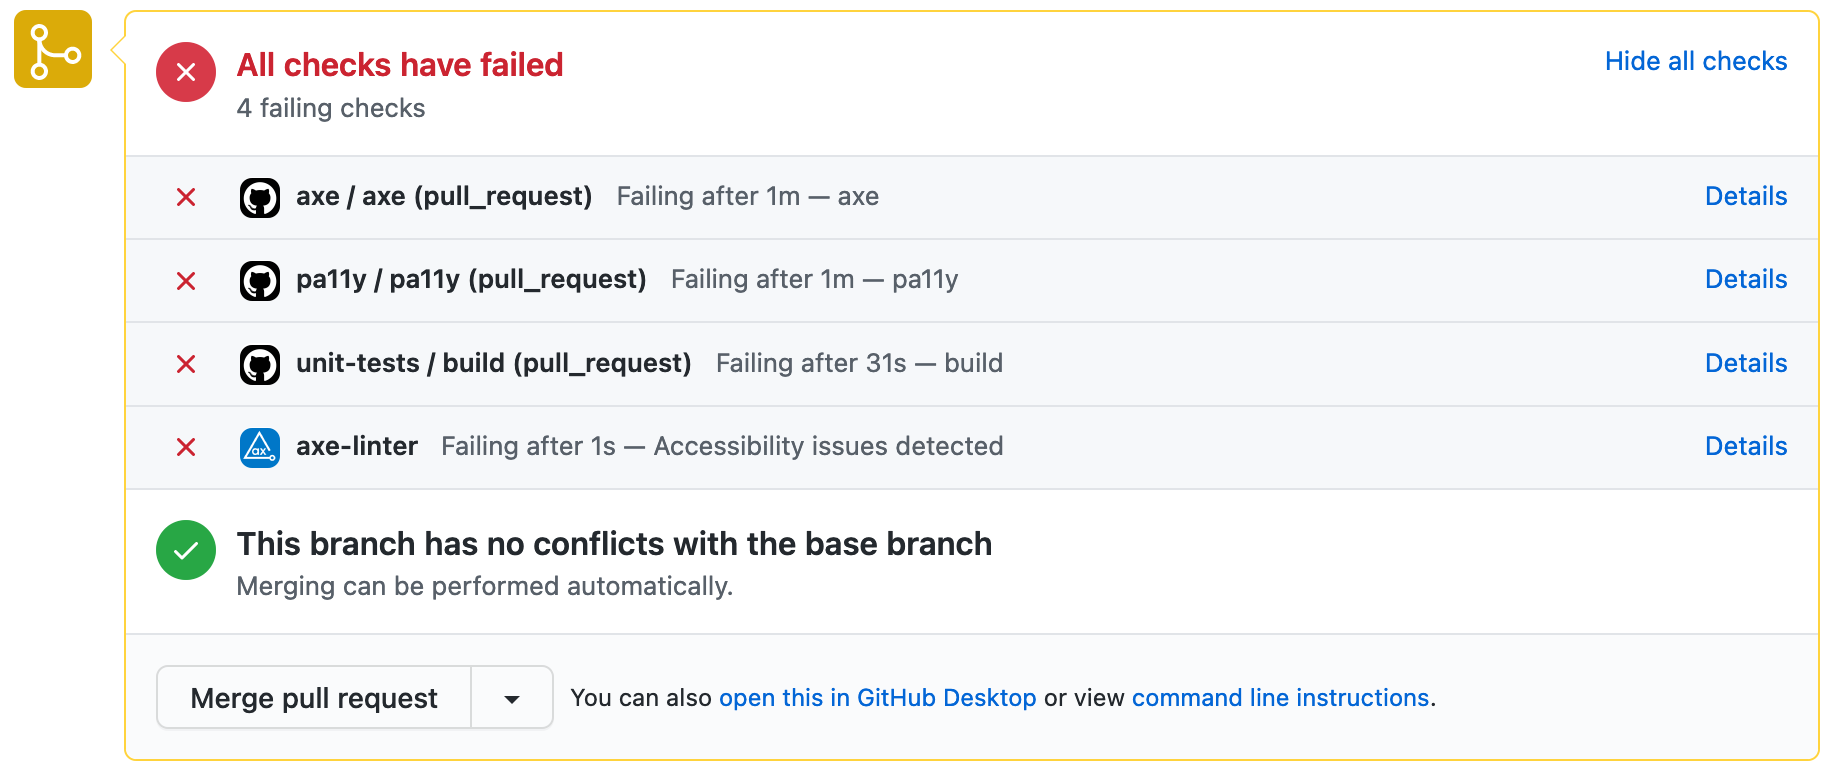 All checks have failed
Hide all checks
4 failing checks
axe / axe (pull_request) Failing after 1m — axe Details
pa11y / pa11y (pull_request) Failing after 1m — pa11y Details
unit-tests / build (pull_request) Failing after 31s — build Details
ax
axe-linter Failing after 1s — Accessibility issues detected Details
This branch has no conflicts with the base branch
Merging can be performed automatically.
Merge pull request You can also open this in GitHub Desktop or view command line instructions.